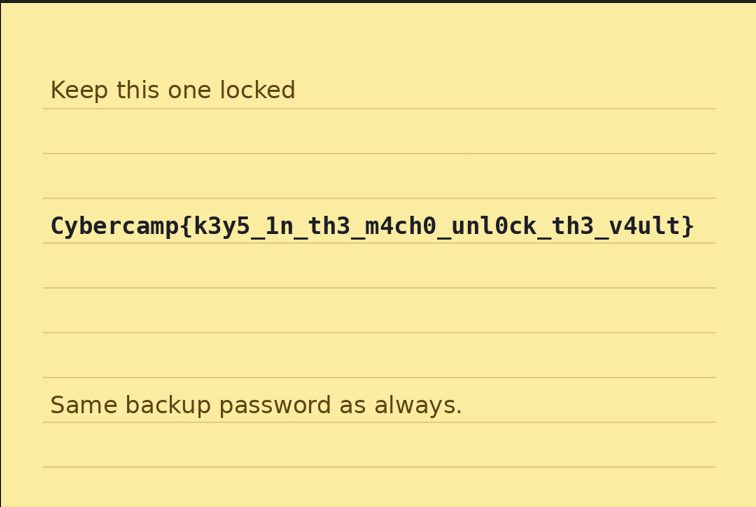 Keep this one locked
Cybercamp{k3y5_1n_th3_m4ch0_unl0ck_th3_v4ult}
Same backup password as always.